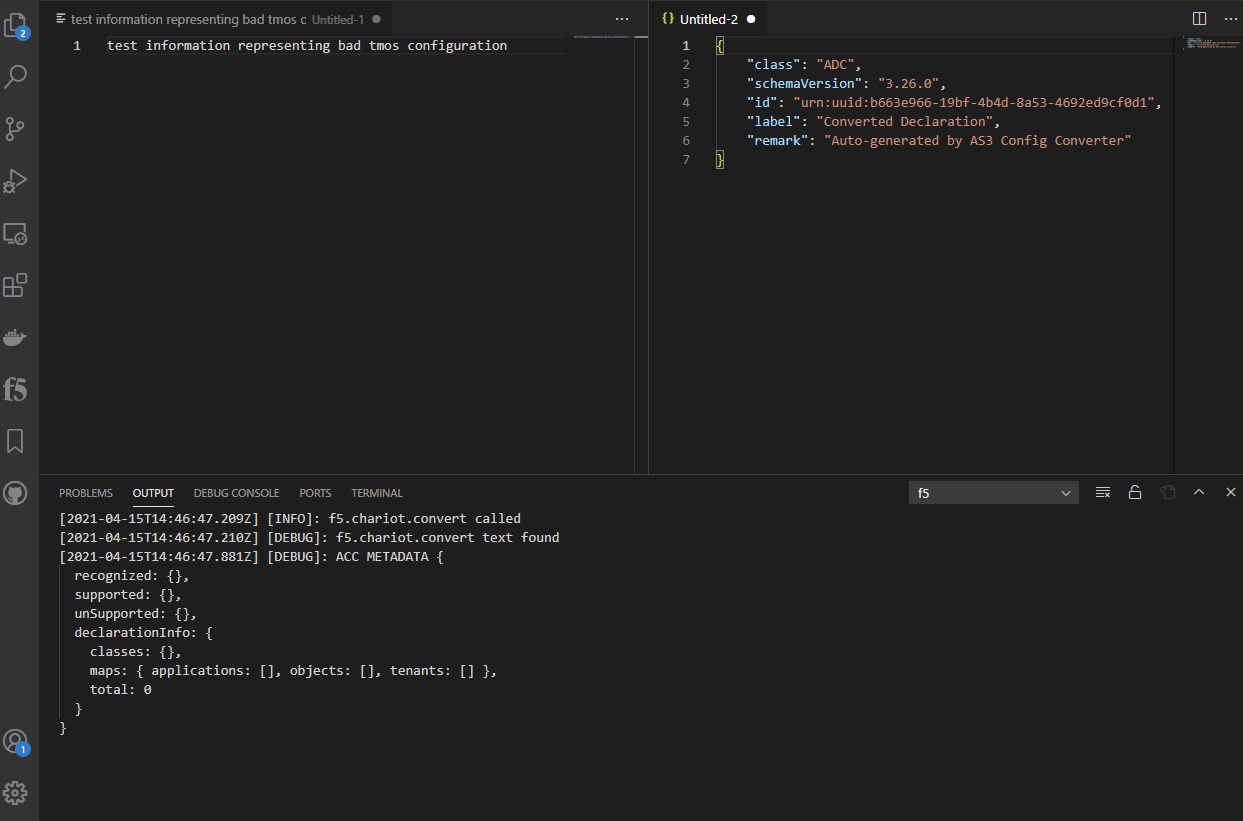 test information representing bad tmos c Untitled-1
1 test information representing bad tmos configuration
{} Untitled-2
1 {
2 "class": "ADC",
3 "schemaVersion": "3.26.0",
4 "id": "urn:uuid:b663e966-19bf-4b4d-8a53-4692ed9cf0d1",
5 "label": "Converted Declaration",
6 "remark": "Auto-generated by AS3 Config Converter"
7 }
2
f5
1
PROBLEMS OUTPUT DEBUG CONSOLE PORTS TERMINAL f5
[2021-04-15T14:46:47.209Z] [INFO]: f5.chariot.convert called
[2021-04-15T14:46:47.210Z] [DEBUG]: f5.chariot.convert text found
[2021-04-15T14:46:47.881Z] [DEBUG]: ACC METADATA {
recognized: {},
supported: {},
unSupported: {},
declarationInfo: {
classes: {},
maps: { applications: [], objects: [], tenants: [] },
total: 0
}
}